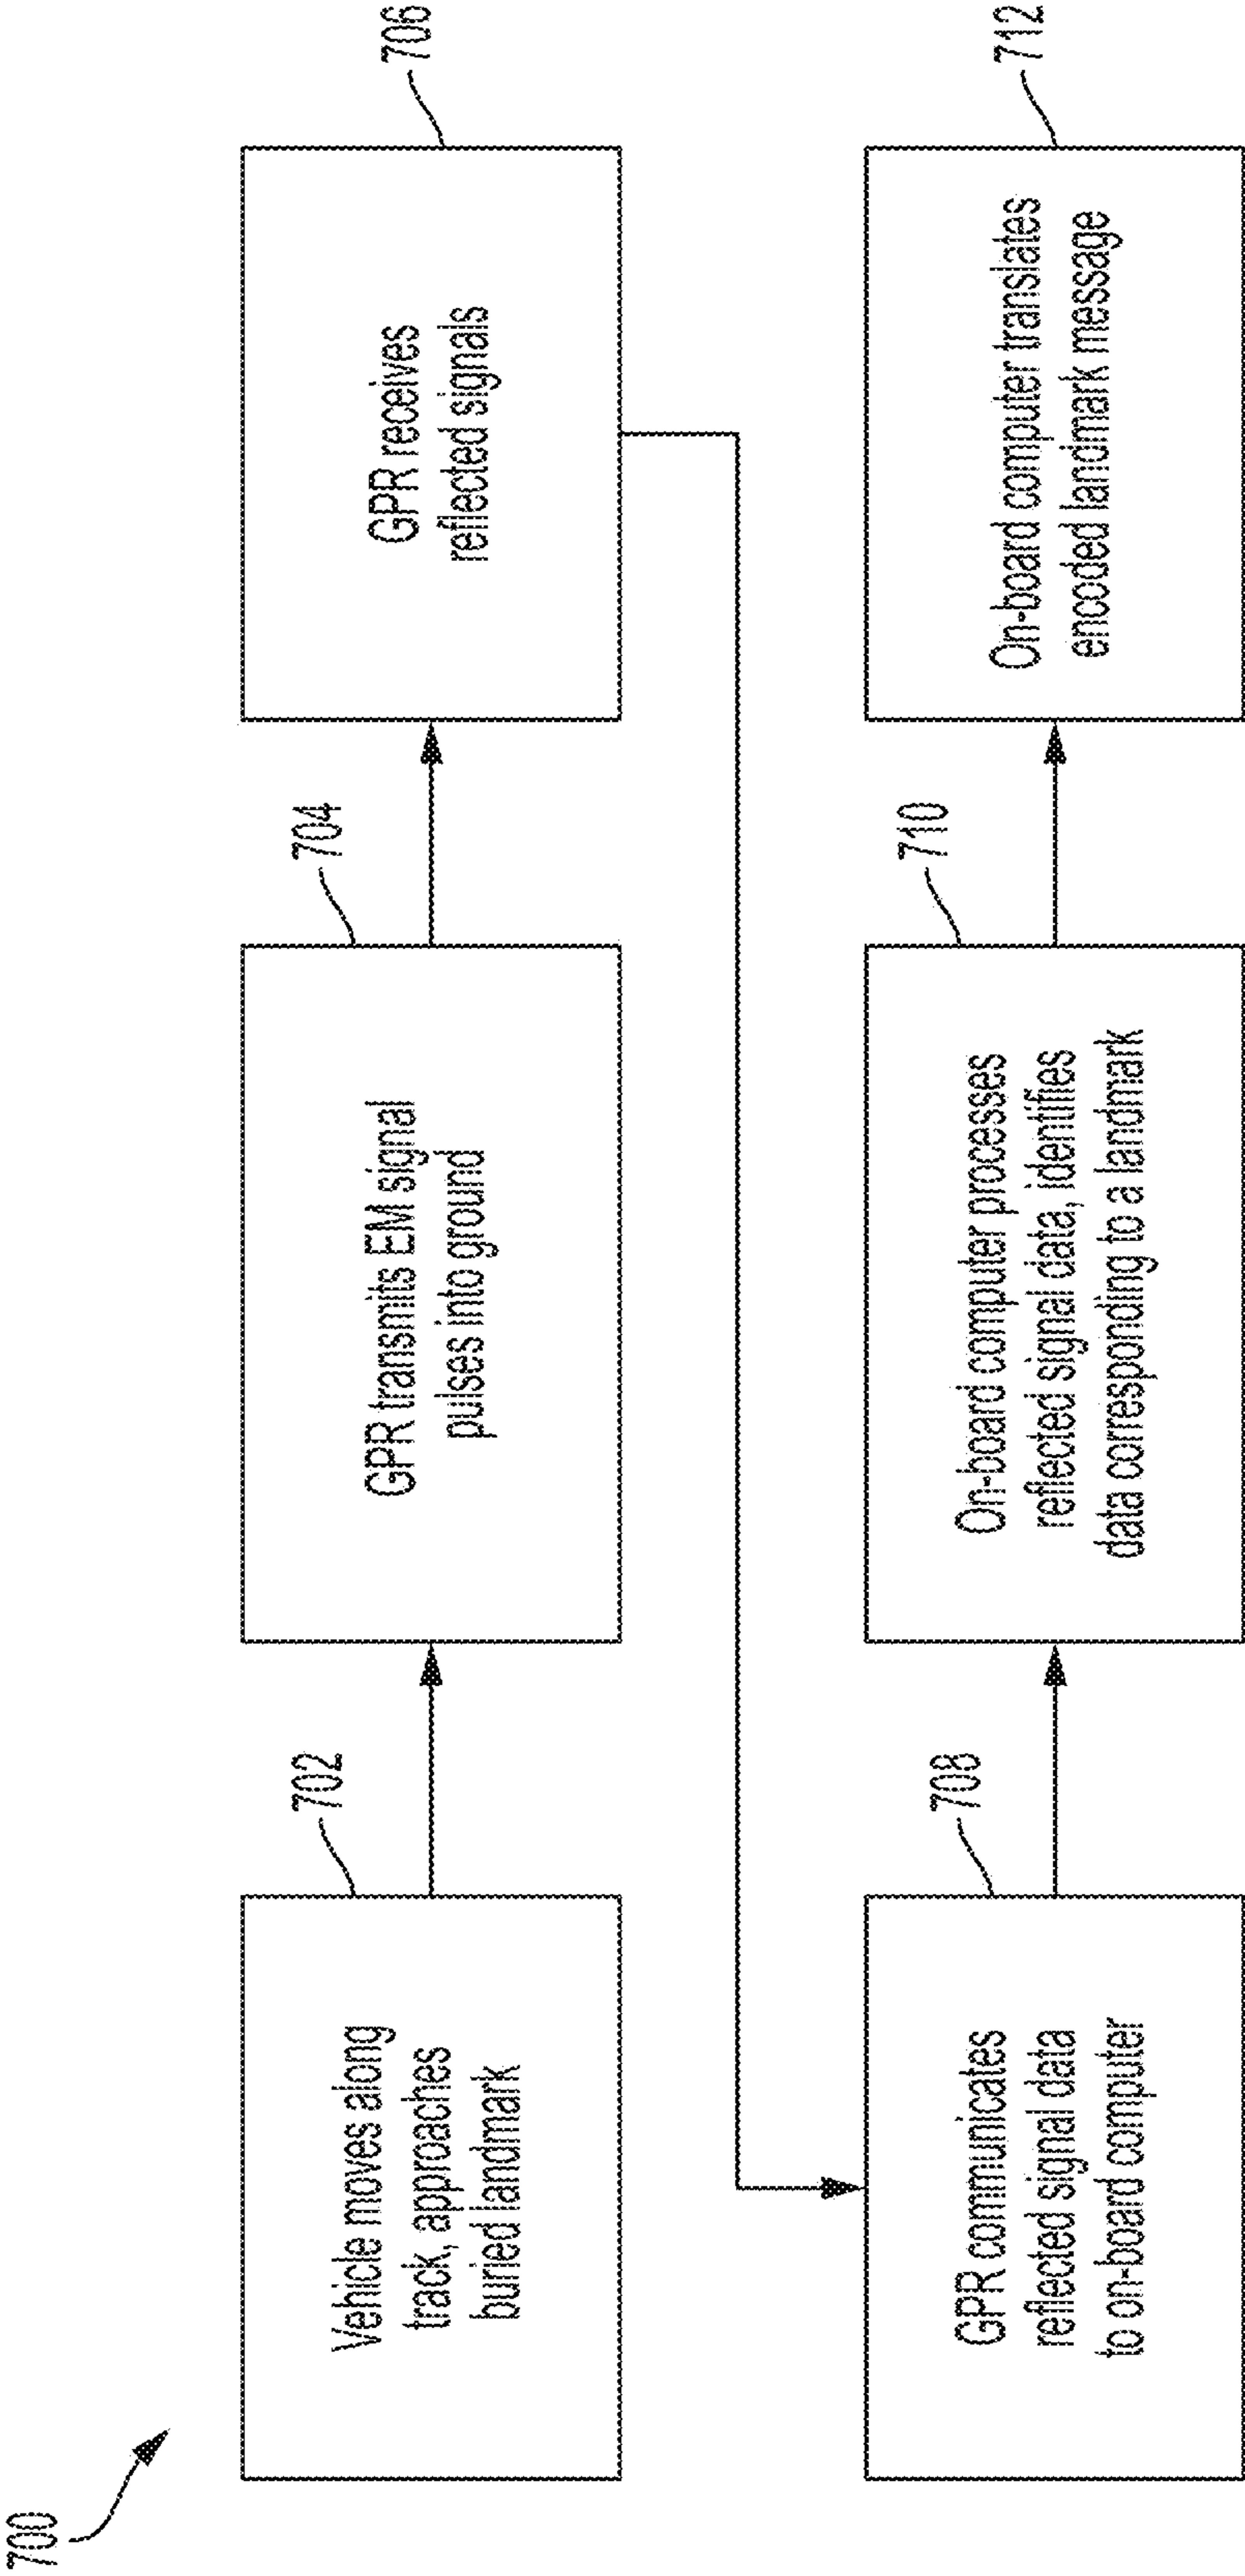 700
702
Vehicle moves along
track, approaches
buried landmark
704
GPR transmits EM signal
pulses into ground
706
GPR receives
reflected signals
708
GPR communicates
reflected signal data
to on-board computer
710
On-board computer processes
reflected signal data, identifies
data corresponding to a landmark
712
On-board computer translates
encoded landmark message